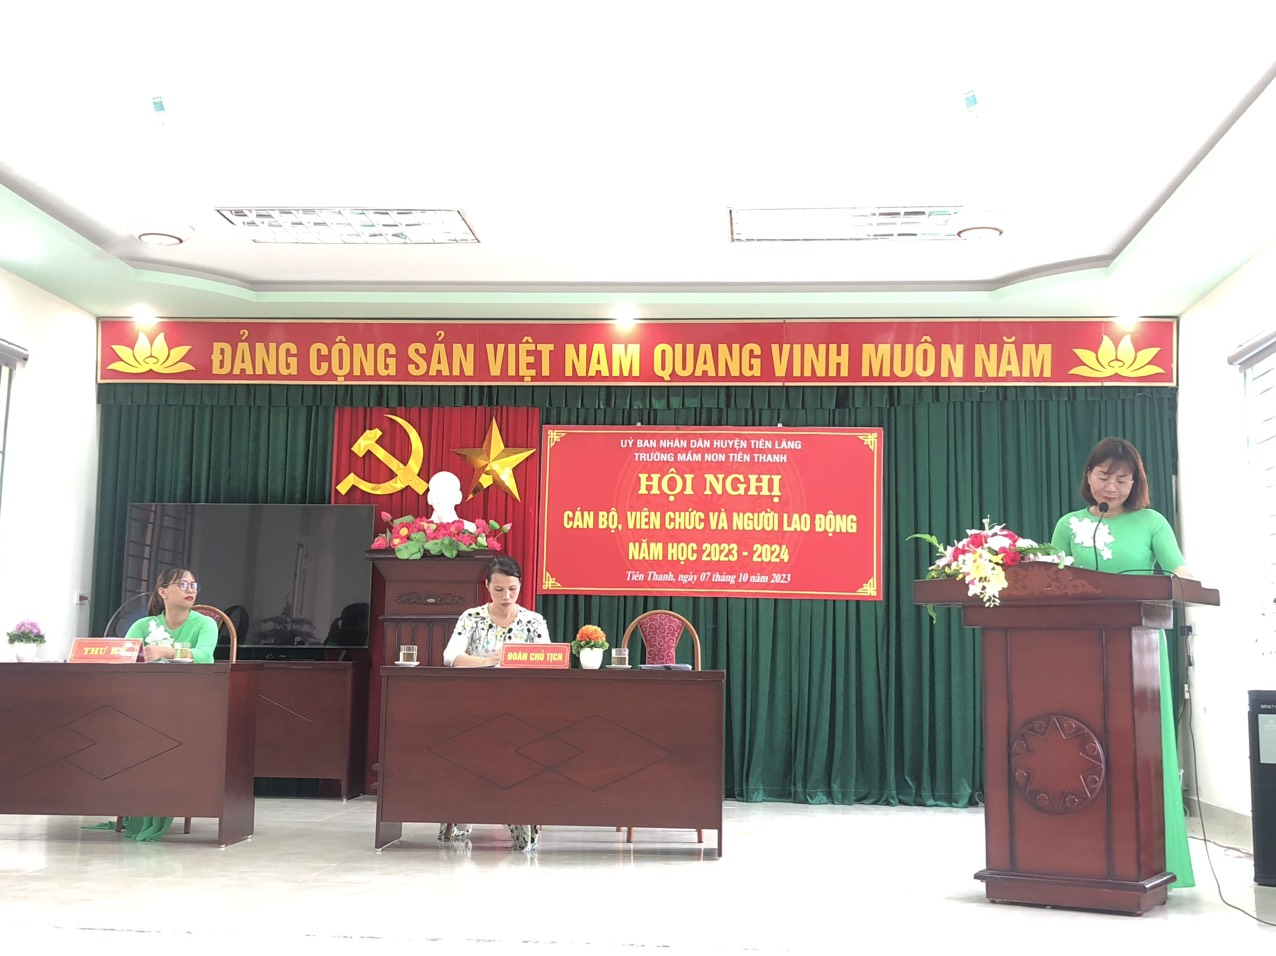 ĐẢNG CỘNG SẢN VIỆT NAM QUANG VINH MUÔN NĂM
UỶ BAN NHÂN DÂN HUYỆN TIÊN LÃNG
TRƯỜNG MẦM NON TIÊN THANH
HỘI NGHỊ
CÁN BỘ, VIÊN CHỨC VÀ NGƯỜI LAO ĐỘNG
NĂM HỌC 2023 - 2024
Tiên Thanh, ngày 07 tháng 10 năm 2023
THƯ
ĐOÀN CHỦ TỊCH